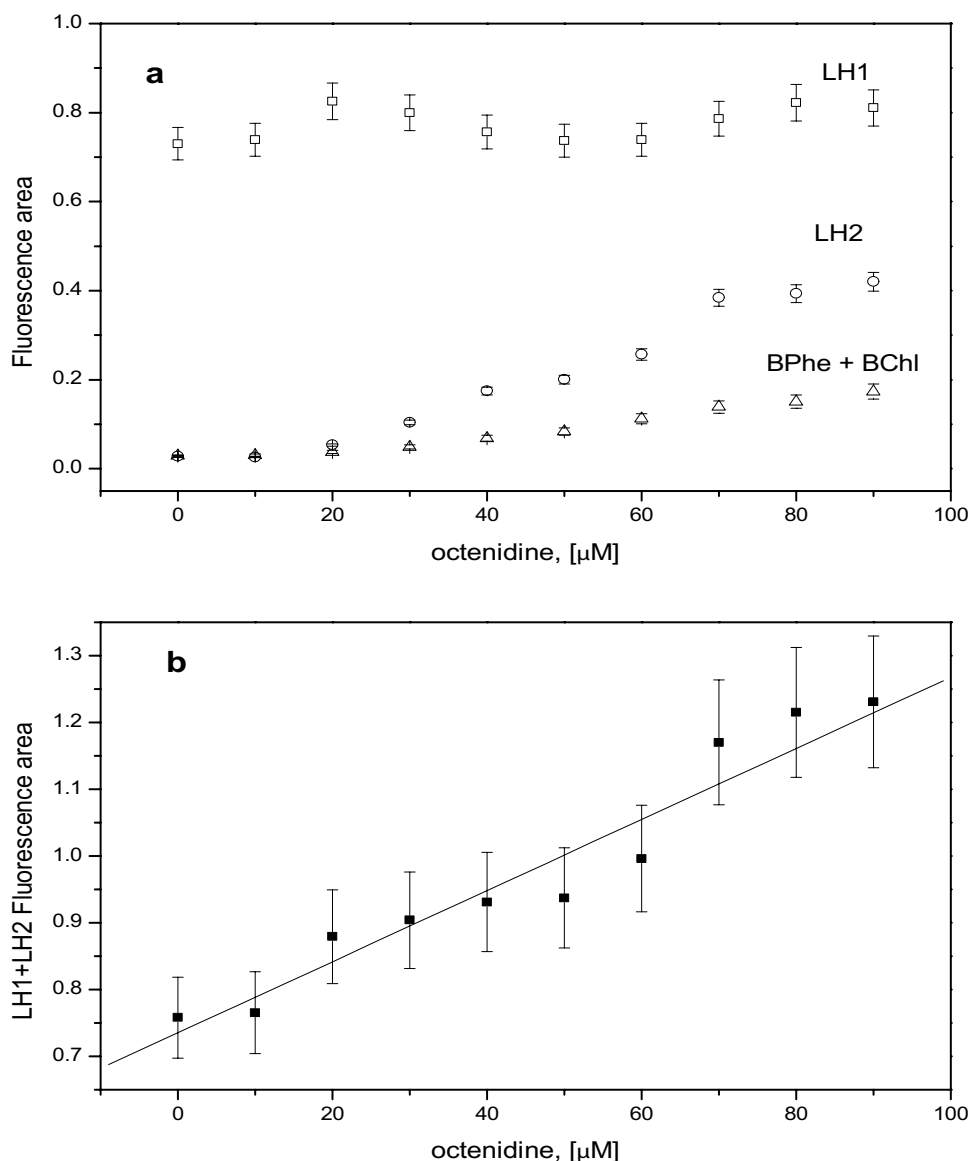 1.0
a
LH1
0.8
0.6
LH2
0.4
BPhe + BChl
0.2
0.0
Fluorescence area
0 20 40 60 80 100
octenidine, [µM]
1.3
b
1.2
1.1
1.0
0.9
0.8
0.7
LH1+LH2 Fluorescence area
0 20 40 60 80 100
octenidine, [µM]